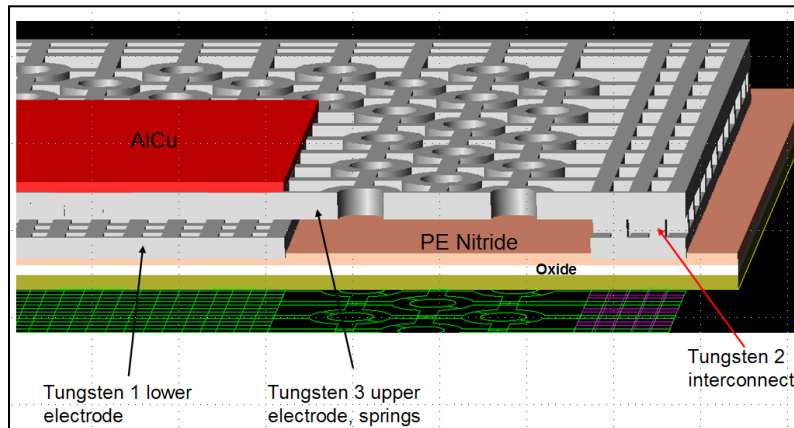 AlCu
PE Nitride
Oxide
Tungsten 1 lower
electrode
Tungsten 3 upper
electrode, springs
Tungsten 2
interconnect